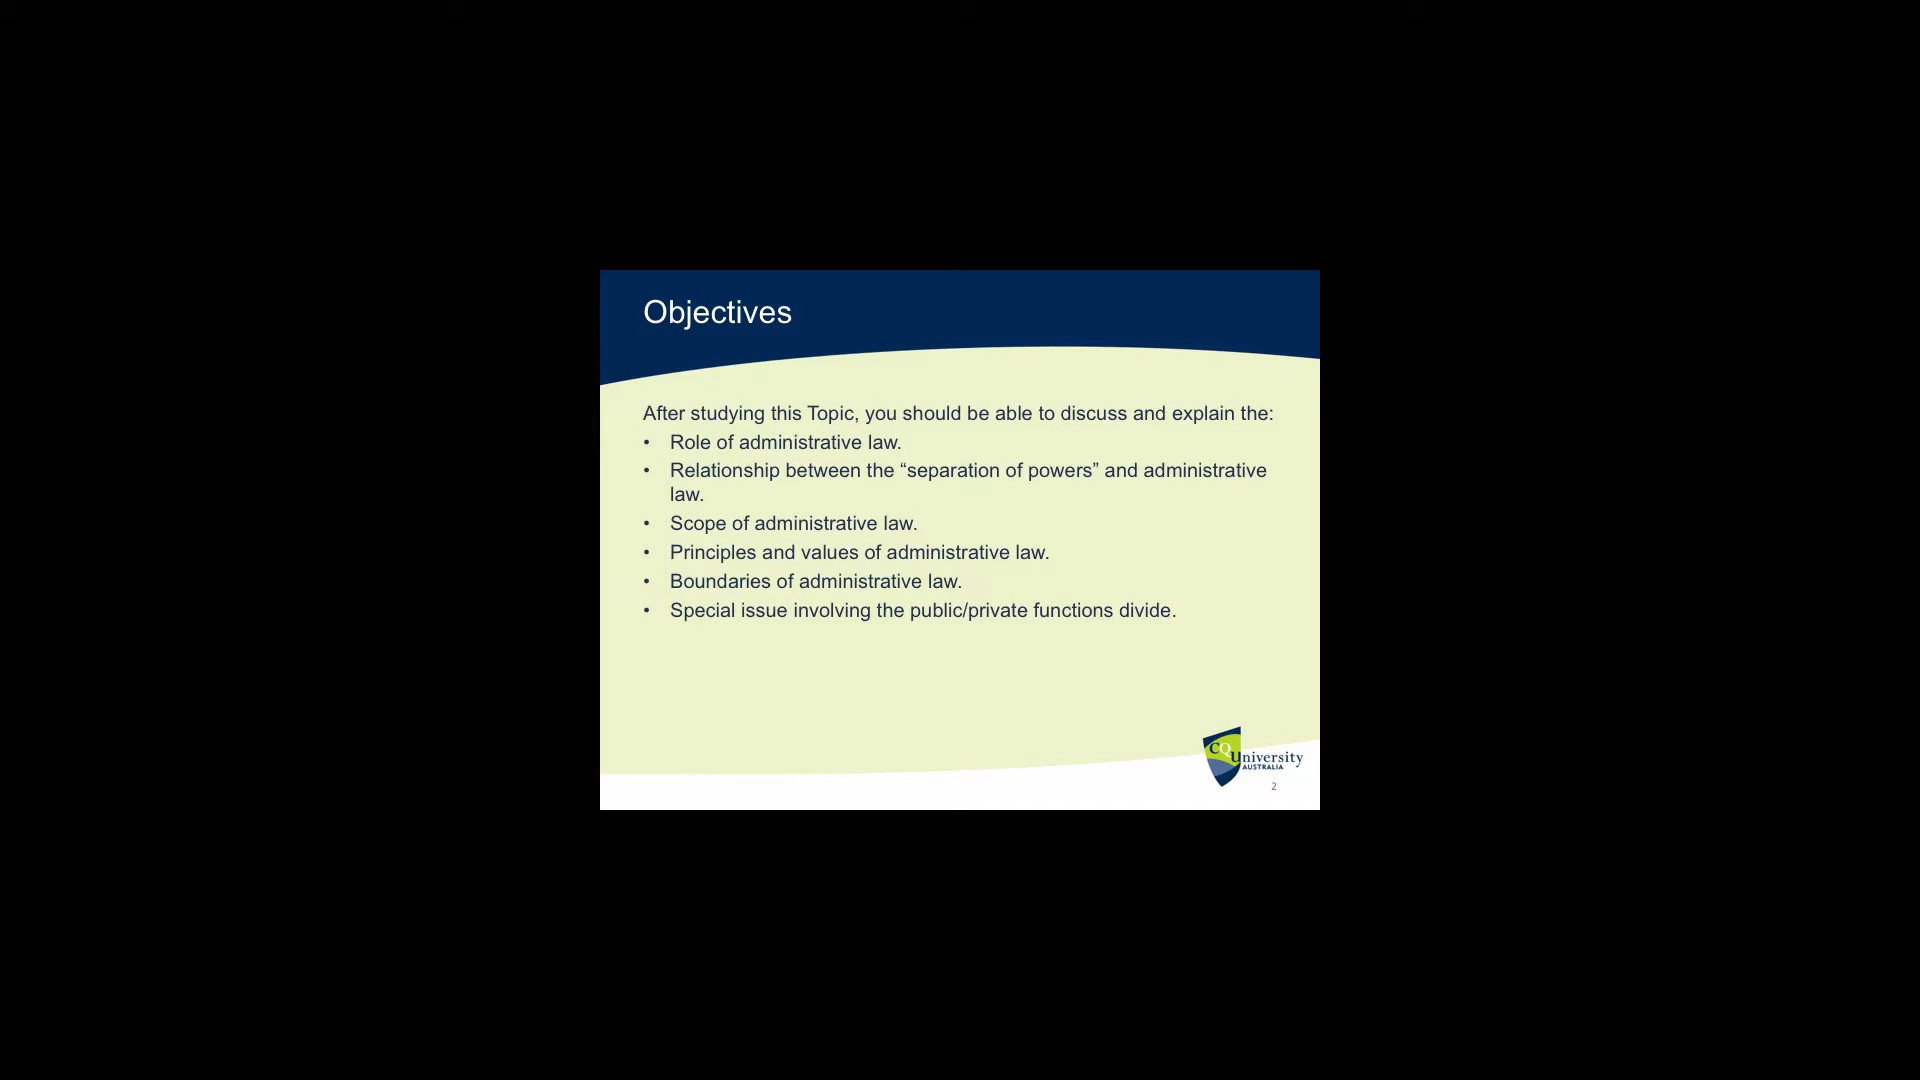 Objectives
After studying this Topic, you should be able to discuss and explain the:
• Role of administrative law.
• Relationship between the “separation of powers” and administrative
law.
• Scope of administrative law.
• Principles and values of administrative law.
• Boundaries of administrative law.
• Special issue involving the public/private functions divide.
CQUniversity
AUSTRALIA
2